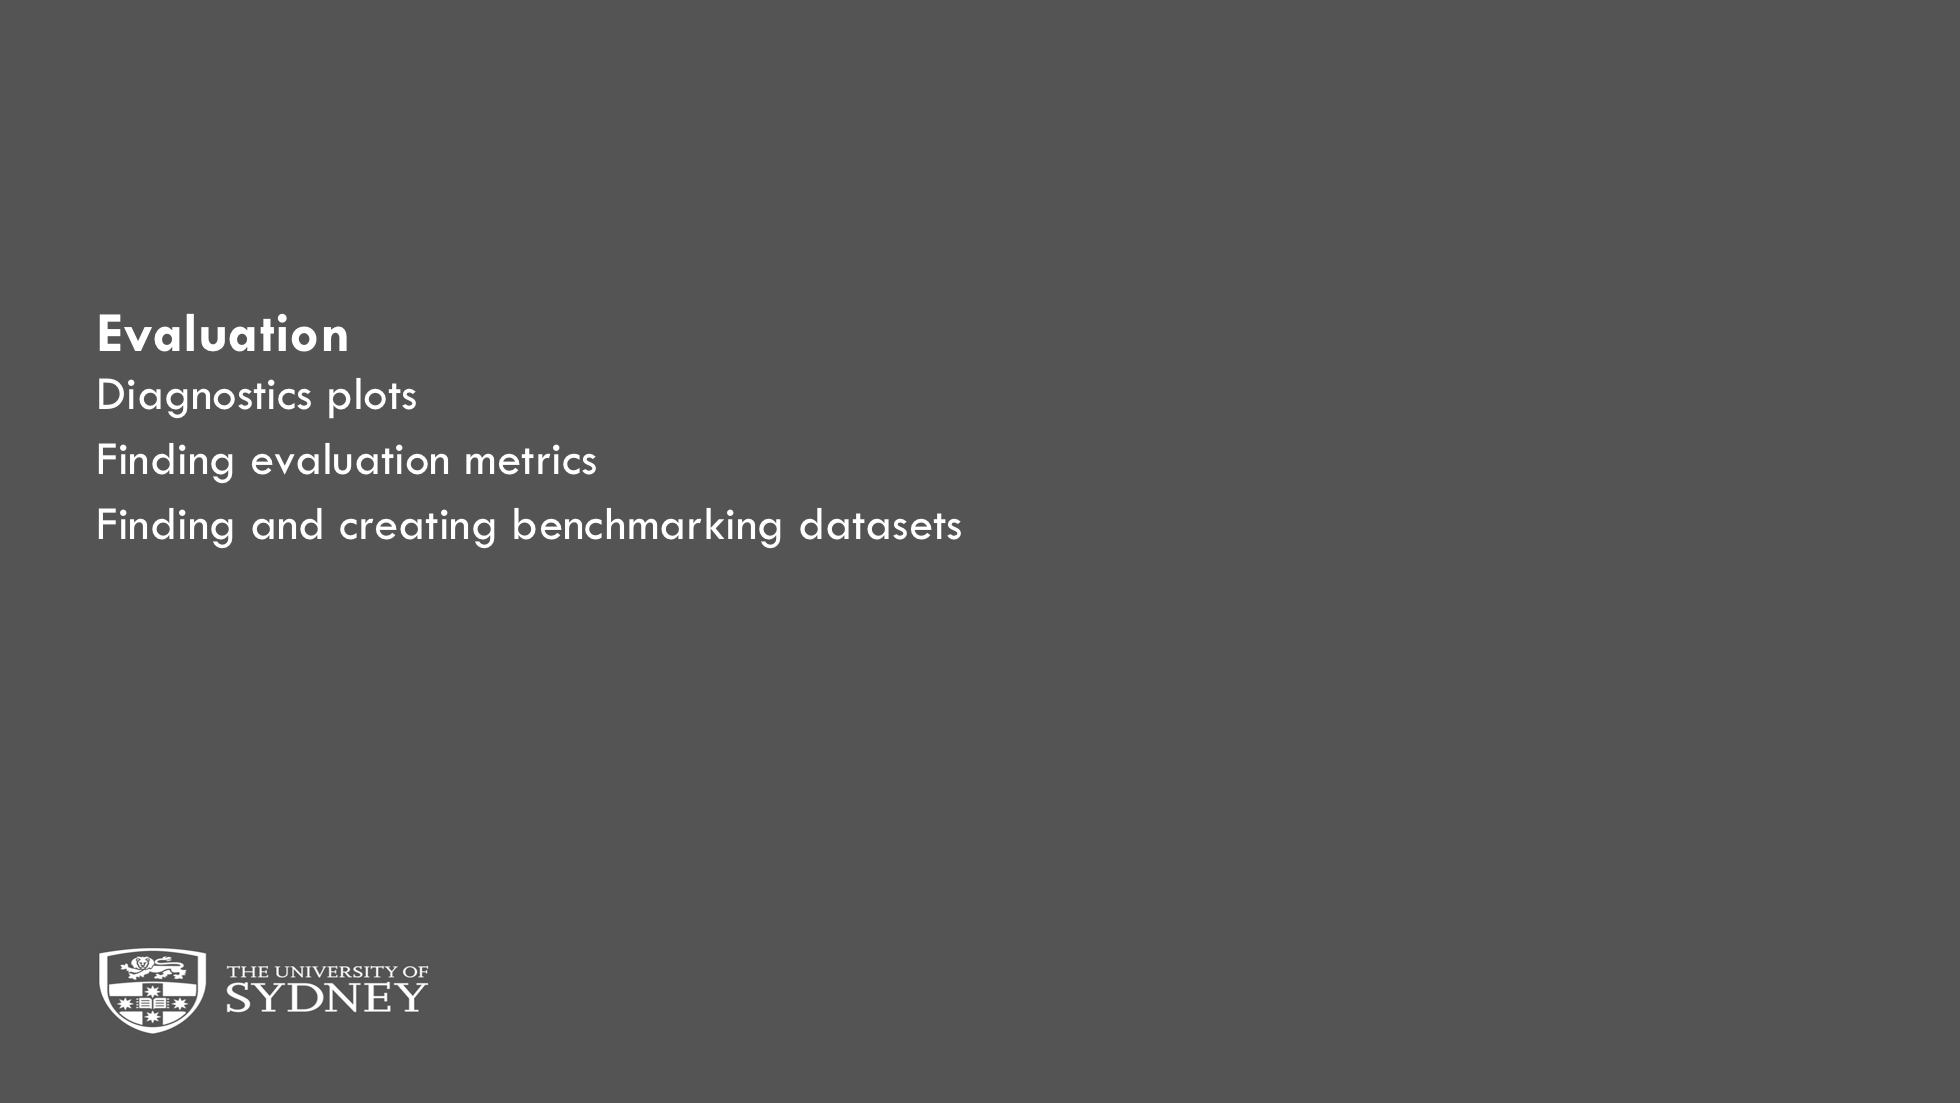 Evaluation
Diagnostics plots
Finding evaluation metrics
Finding and creating benchmarking datasets
THE UNIVERSITY OF
SYDNEY